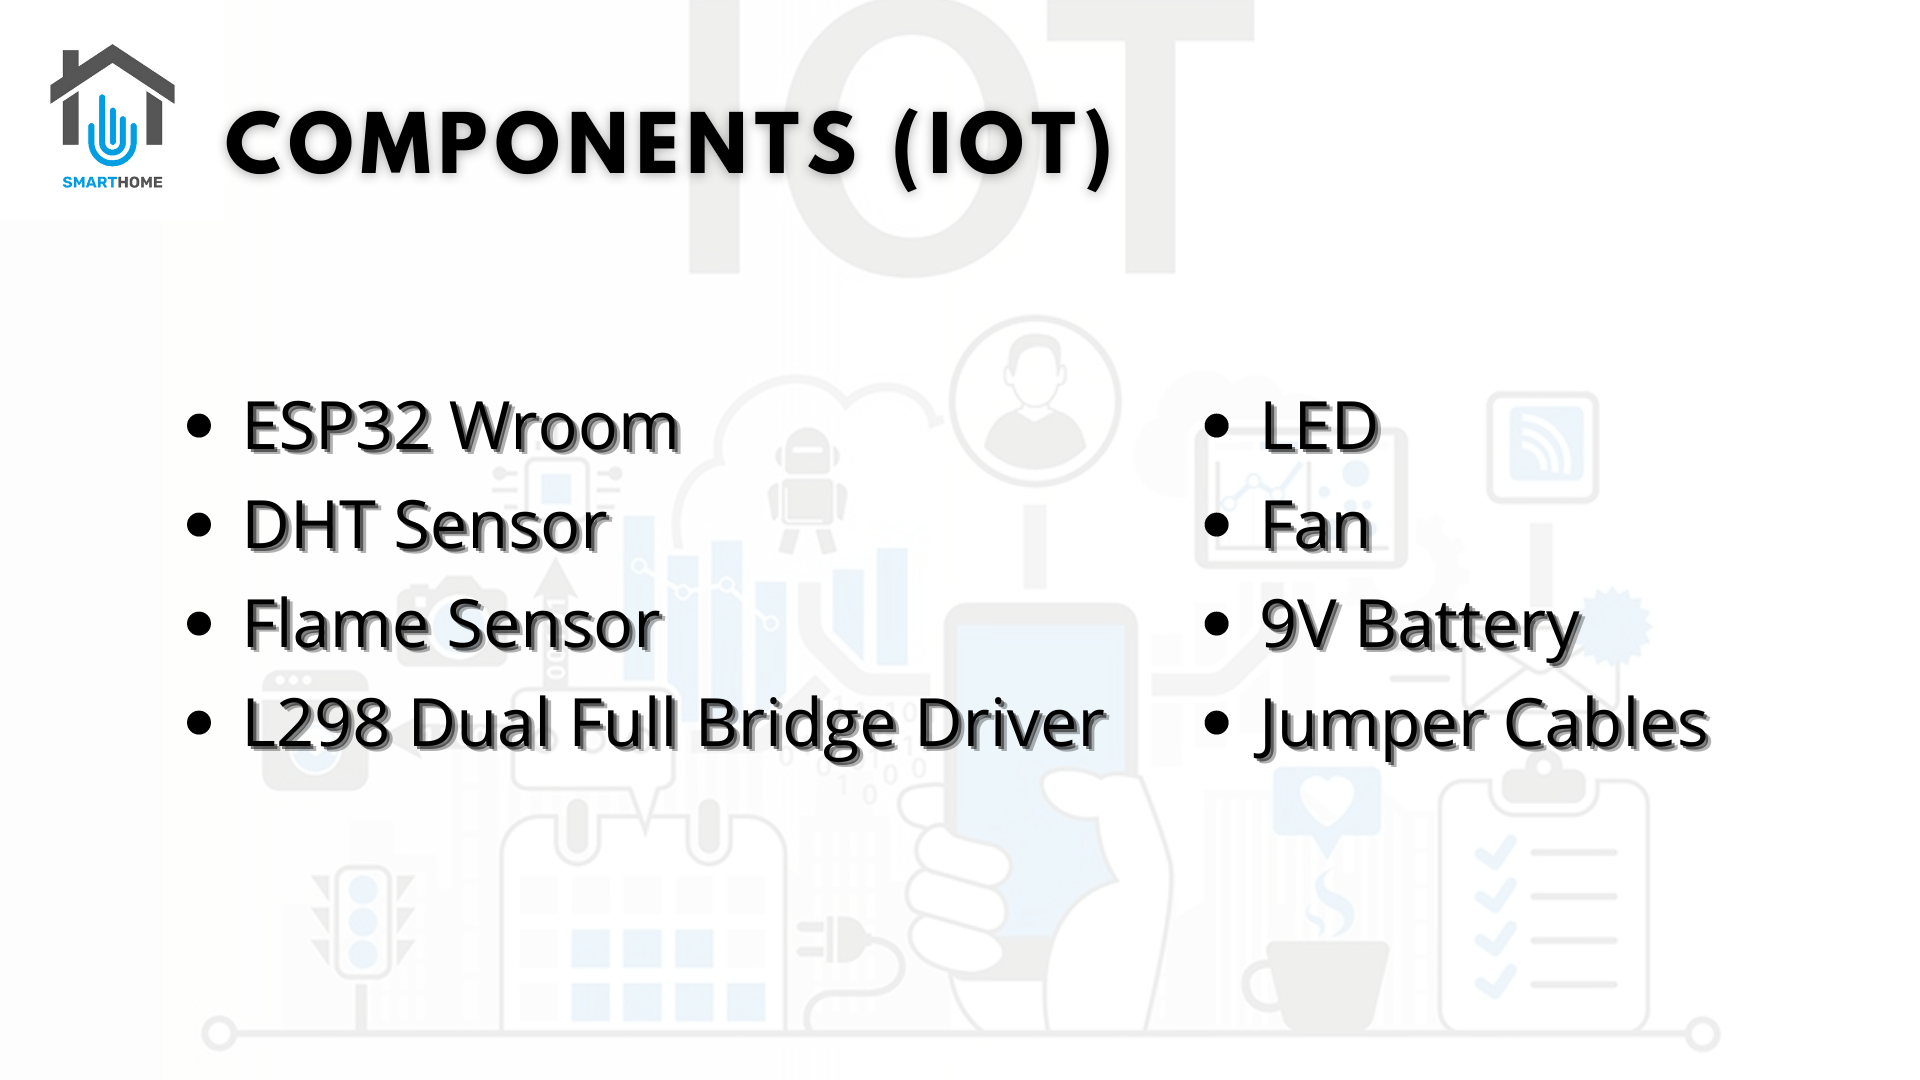 IOT
SMARTHOME
COMPONENTS (IOT)
• ESP32 Wroom
• DHT Sensor
• Flame Sensor
• L298 Dual Full Bridge Driver
• LED
• Fan
• 9V Battery
• Jumper Cables